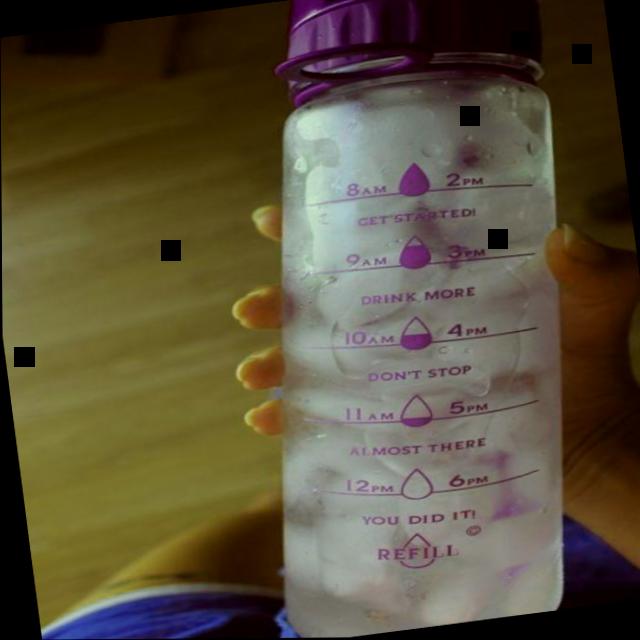 8AM 2PM
GET STARTED!
9AM 3PM
DRINK MORE
10AM 4PM
DON'T STOP
11AM 5PM
ALMOST THERE
12PM 6PM
YOU DID IT!
©
REFILL